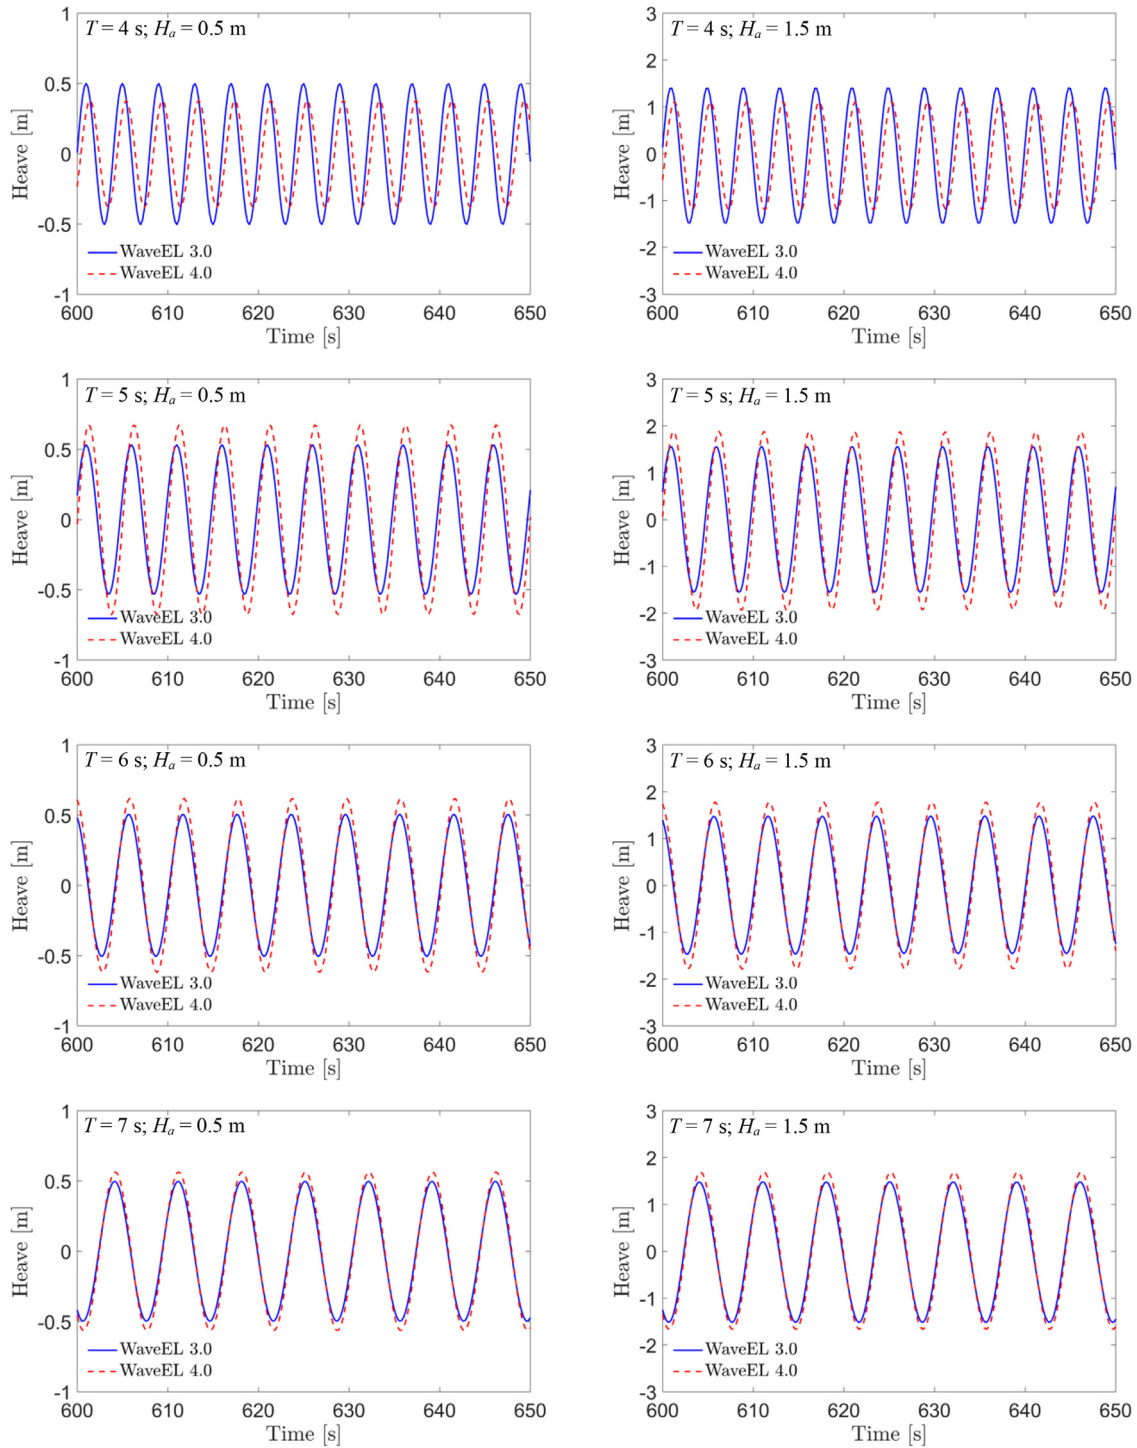 T = 4 s; Ha = 0.5 m
1
0.5
0
-0.5
-1
Heave [m]
WaveEL 3.0
WaveEL 4.0
600 610 620 630 640 650
Time [s]
T = 4 s; Ha = 1.5 m
3
2
1
0
-1
-2
-3
Heave [m]
WaveEL 3.0
WaveEL 4.0
600 610 620 630 640 650
Time [s]
T = 5 s; Ha = 0.5 m
1
0.5
0
-0.5
-1
Heave [m]
WaveEL 3.0
WaveEL 4.0
600 610 620 630 640 650
Time [s]
T = 5 s; Ha = 1.5 m
3
2
1
0
-1
-2
-3
Heave [m]
WaveEL 3.0
WaveEL 4.0
600 610 620 630 640 650
Time [s]
T = 6 s; Ha = 0.5 m
1
0.5
0
-0.5
-1
Heave [m]
WaveEL 3.0
WaveEL 4.0
600 610 620 630 640 650
Time [s]
T = 6 s; Ha = 1.5 m
3
2
1
0
-1
-2
-3
Heave [m]
WaveEL 3.0
WaveEL 4.0
600 610 620 630 640 650
Time [s]
T = 7 s; Ha = 0.5 m
1
0.5
0
-0.5
-1
Heave [m]
WaveEL 3.0
WaveEL 4.0
600 610 620 630 640 650
Time [s]
T = 7 s; Ha = 1.5 m
3
2
1
0
-1
-2
-3
Heave [m]
WaveEL 3.0
WaveEL 4.0
600 610 620 630 640 650
Time [s]